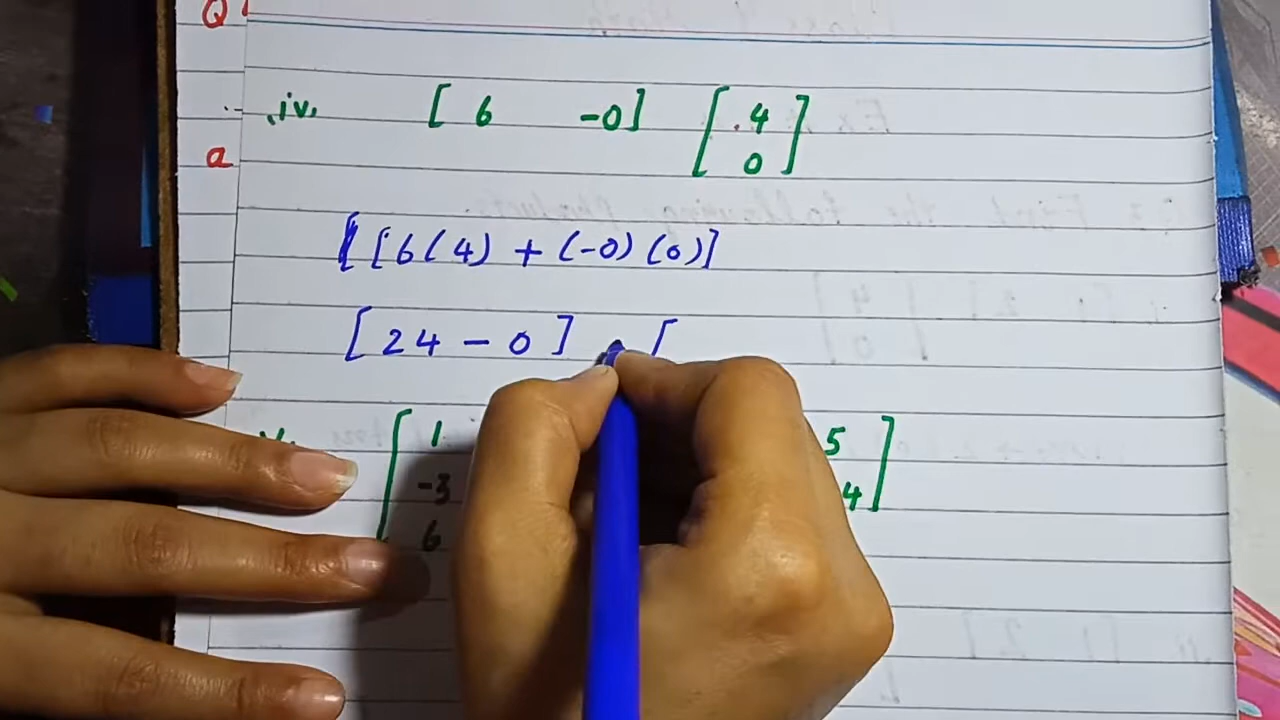 Q
iv, [ 6 -0] [ 4
a 0 ]
[ [6(4) + (-0) (0)]
[ 24 - 0 ] [
v. [ 1 5
-3 4 ]
6